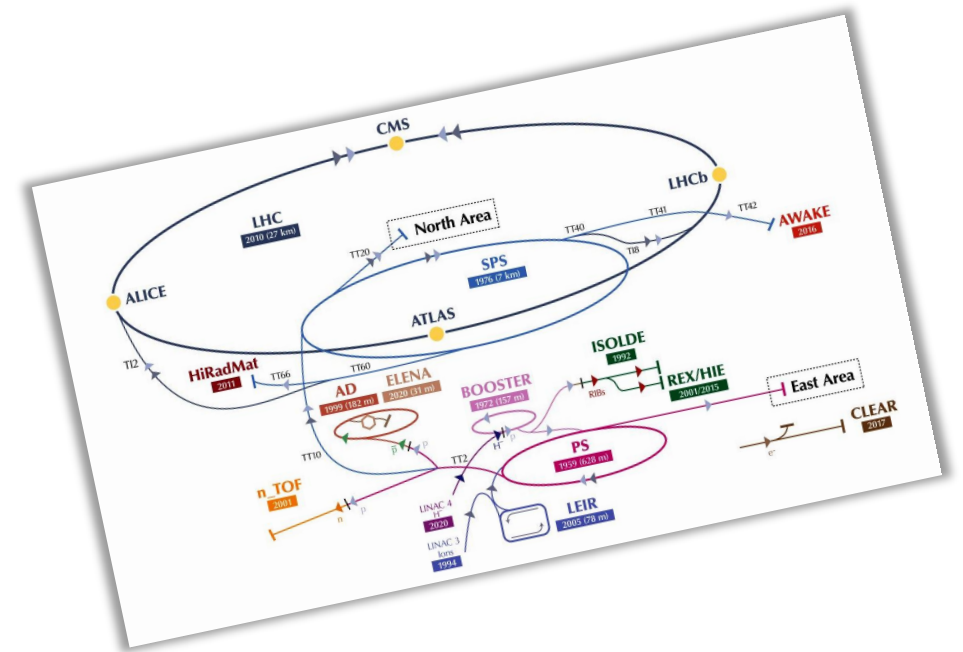 CMS
LHC
2010 (27 km)
North Area
TT20
LHCb
TT41
TT42
AWAKE
2016
TT40
TI8
SPS
1976 (7 km)
ALICE
ATLAS
TI2
HiRadMat
2011
TT66
TT60
AD
1999 (182 m)
ELENA
2020 (31 m)
BOOSTER
1972 (157 m)
ISOLDE
1992
RIBs
REX/HIE
2001/2015
East Area
CLEAR
2017
e-
p
p
H-
p
TT2
TT10
PS
1959 (628 m)
n_TOF
2001
n
p
LINAC 4
H-
2020
LEIR
2005 (78 m)
LINAC 3
Ions
1994